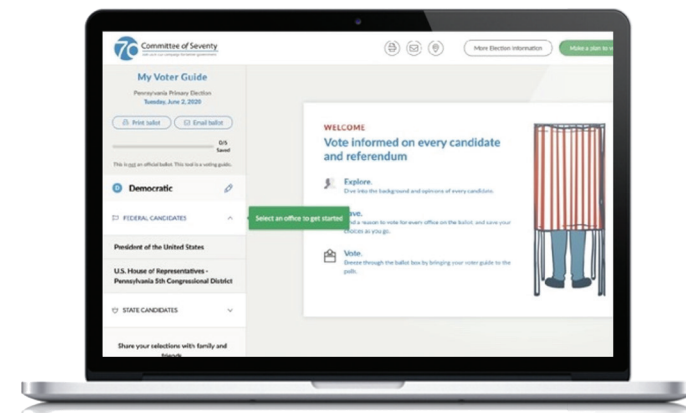 70 Committee of Seventy
More Election Information
Make a plan to v
My Voter Guide
Pennsylvania Primary Election
Tuesday, June 2, 2020
Print ballot
Email ballot
0/5
Saved
This is not an official ballot. This tool is a voting guide.
D Democratic
FEDERAL CANDIDATES
President of the United States
U.S. House of Representatives -
Pennsylvania 5th Congressional District
STATE CANDIDATES
Share your selections with family and
friends
Select an office to get started
WELCOME
Vote informed on every candidate
and referendum
Explore.
Dive into the background and opinions of every candidate.
ave.
d a reason to vote for every office on the ballot, and save your
choices as you go.
Vote.
Breeze through the ballot box by bringing your voter guide to the
polls.